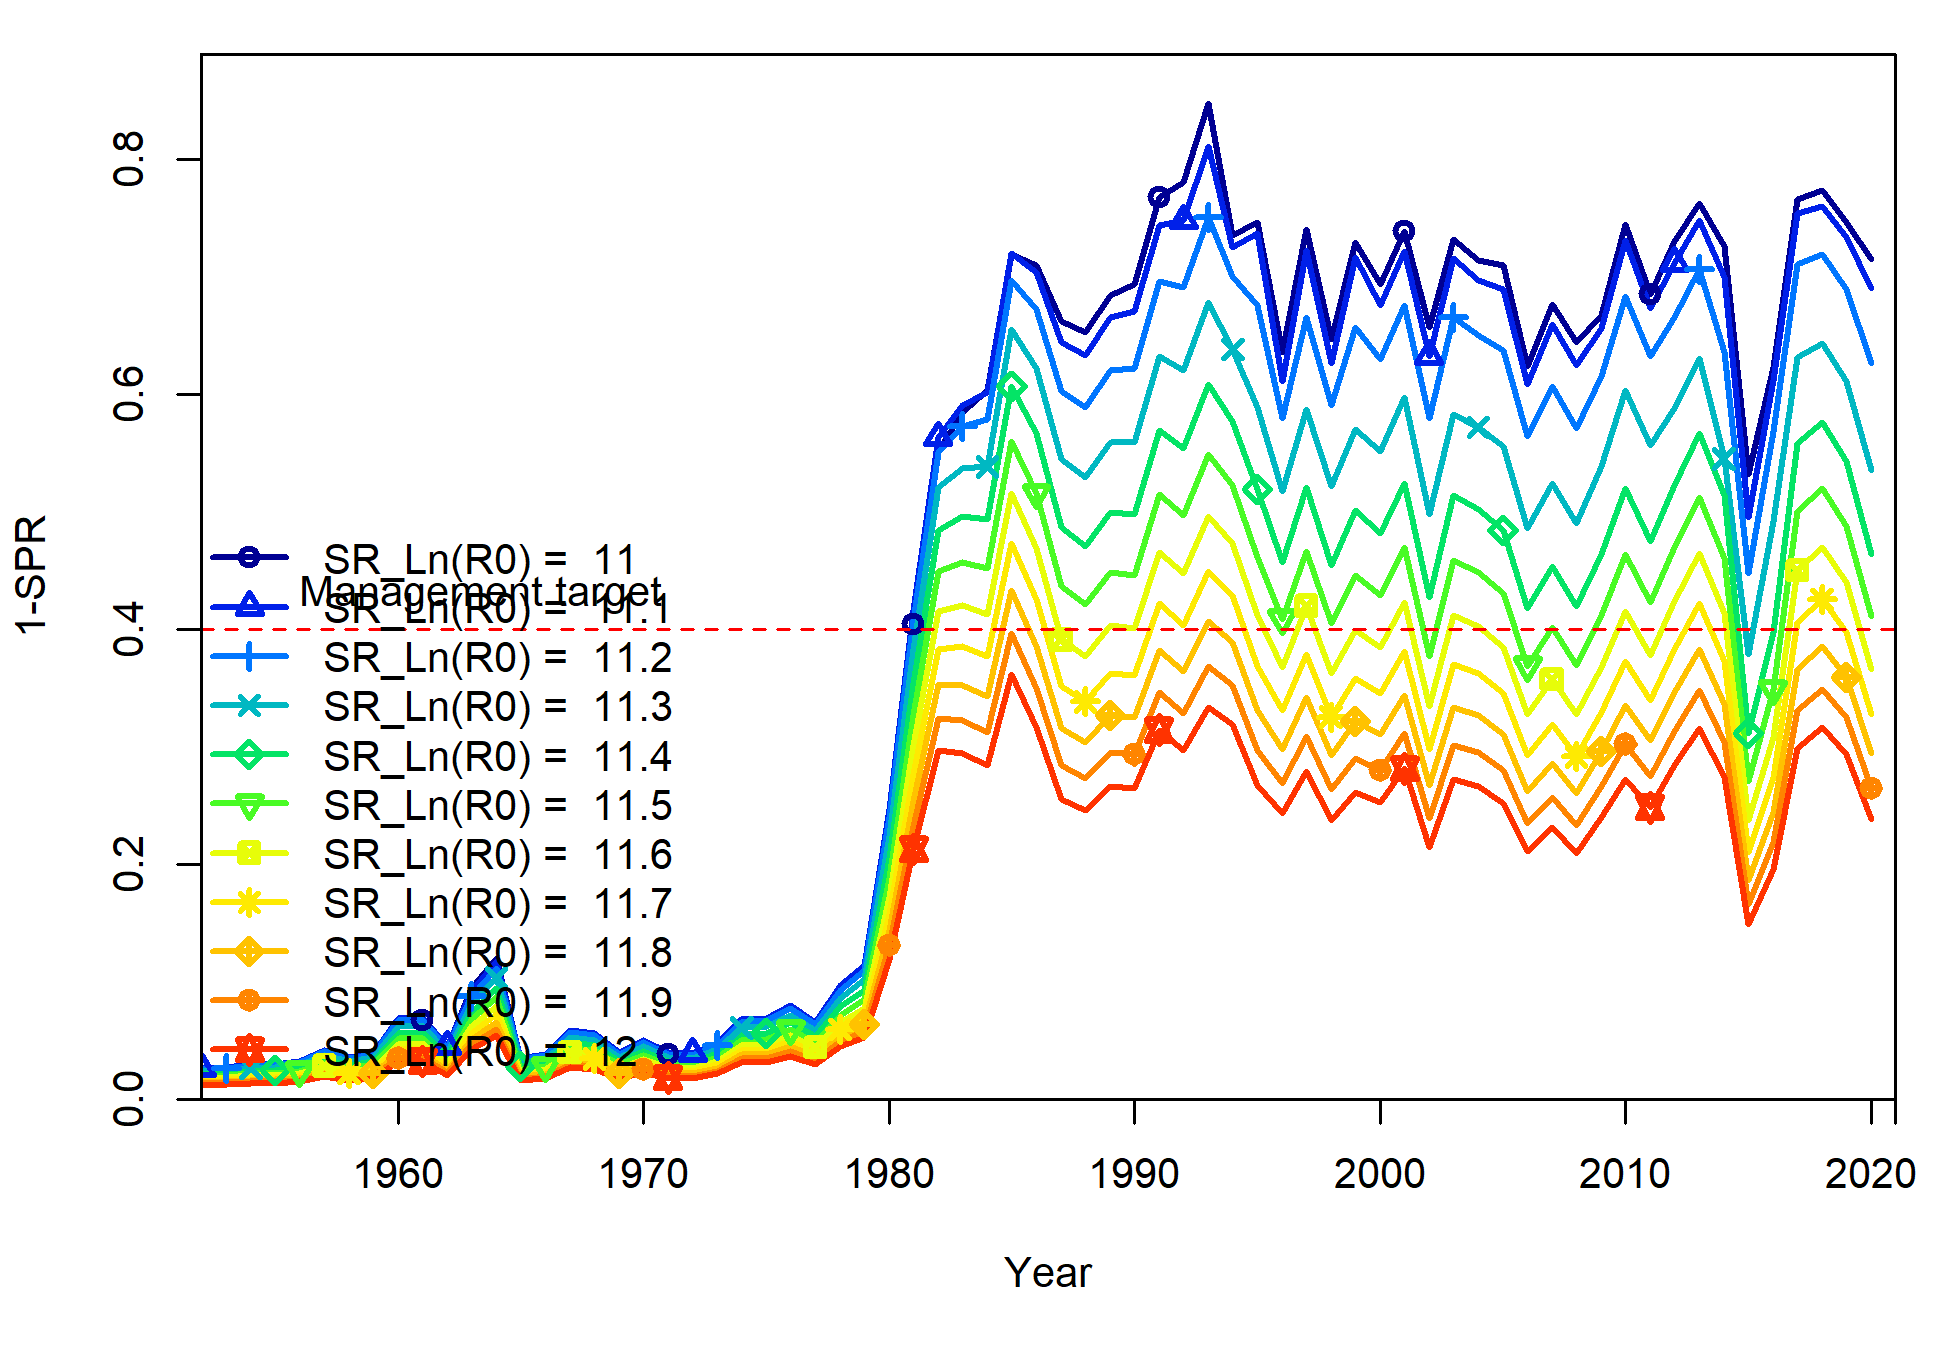 0.8
0.6
0.4
0.2
0.0
1-SPR
SR_Ln(R0) = 11
Management target
SR_Ln(R0) = 11.1
SR_Ln(R0) = 11.2
SR_Ln(R0) = 11.3
SR_Ln(R0) = 11.4
SR_Ln(R0) = 11.5
SR_Ln(R0) = 11.6
SR_Ln(R0) = 11.7
SR_Ln(R0) = 11.8
SR_Ln(R0) = 11.9
SR_Ln(R0) = 12
1960 1970 1980 1990 2000 2010 2020
Year